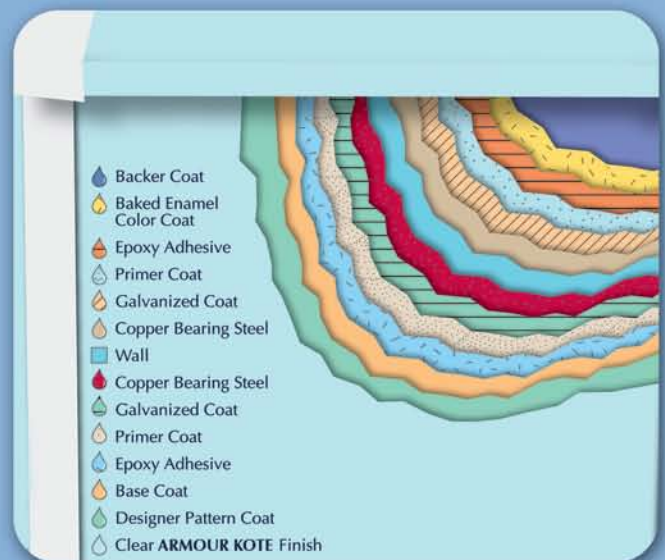 Backer Coat
Baked Enamel
Color Coat
Epoxy Adhesive
Primer Coat
Galvanized Coat
Copper Bearing Steel
Wall
Copper Bearing Steel
Galvanized Coat
Primer Coat
Epoxy Adhesive
Base Coat
Designer Pattern Coat
Clear ARMOUR KOTE Finish